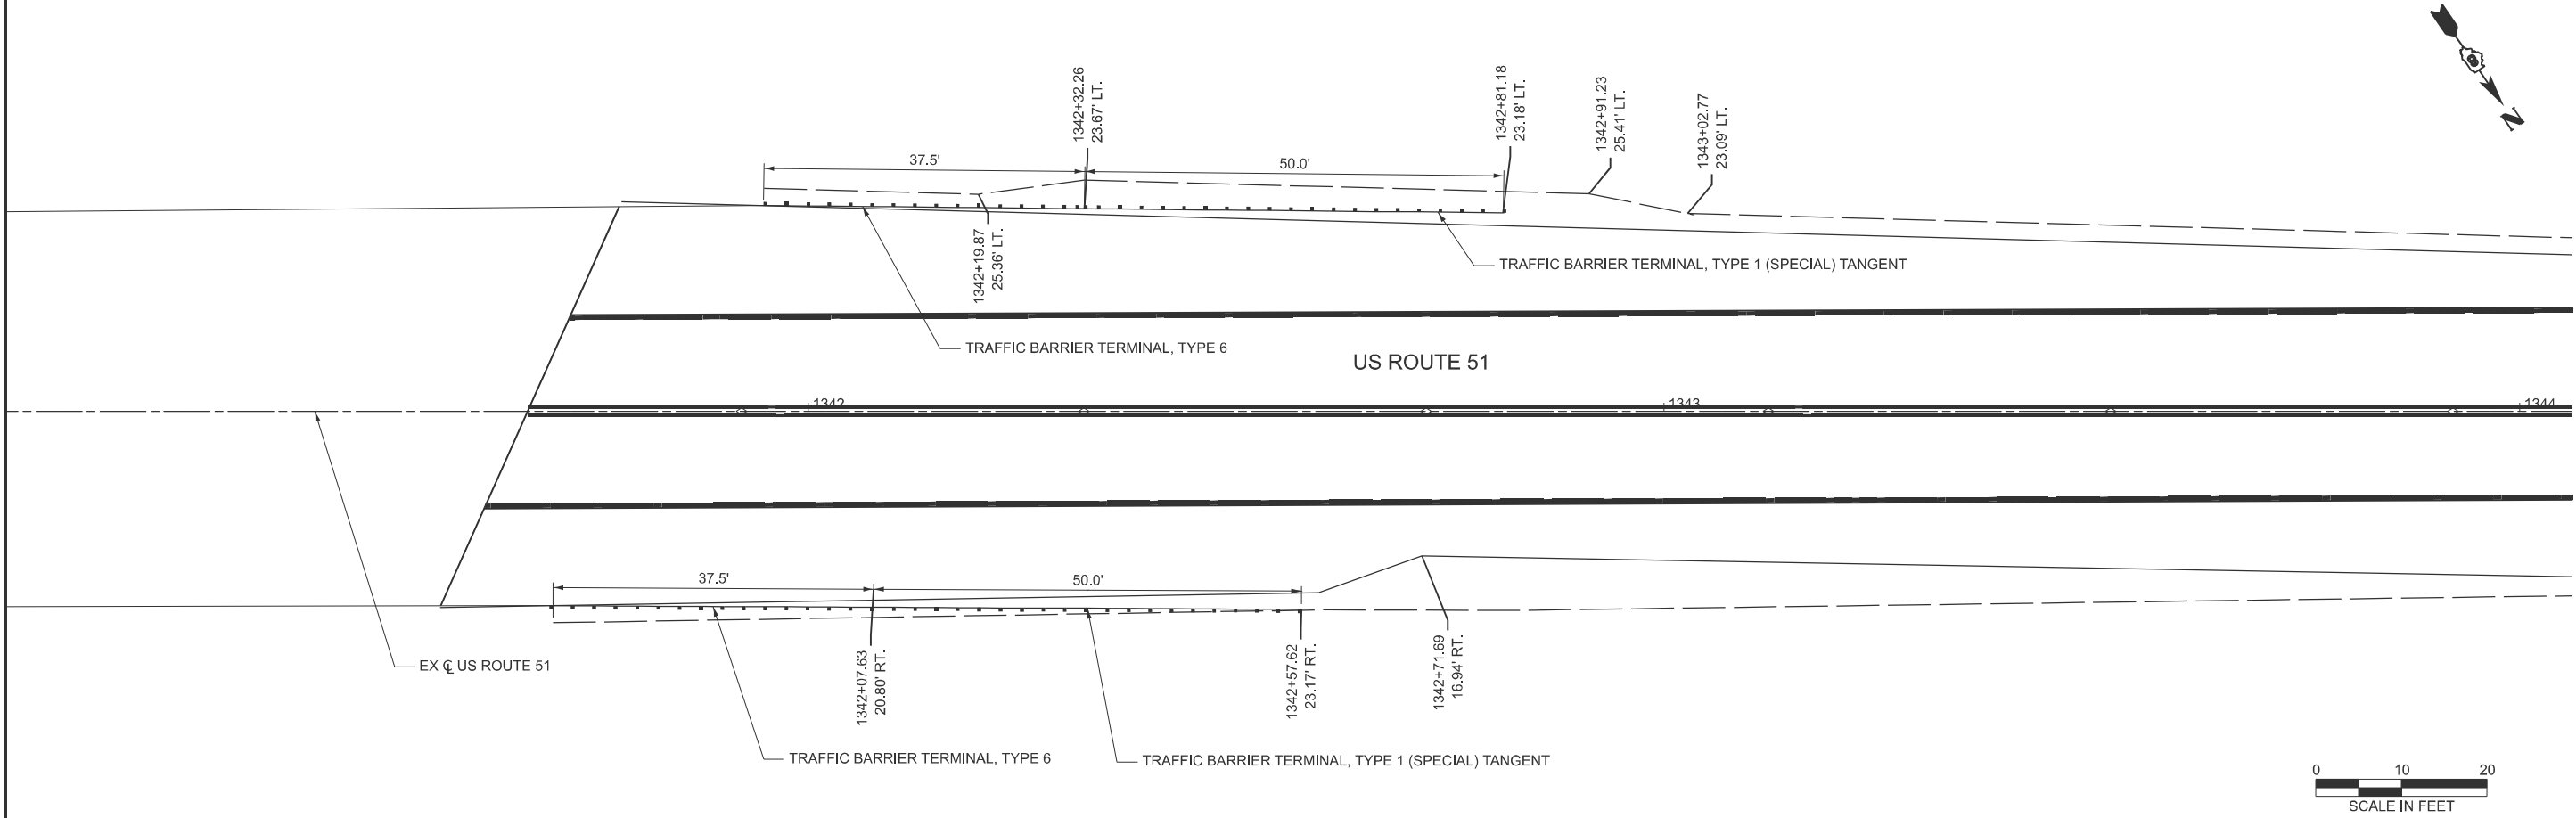 1342+32.26
23.67' LT.
1342+81.18
23.18' LT.
1342+91.23
25.41' LT.
1343+02.77
23.09' LT.
N
37.5'
50.0'
1342+19.87
25.36' LT.
TRAFFIC BARRIER TERMINAL, TYPE 1 (SPECIAL) TANGENT
TRAFFIC BARRIER TERMINAL, TYPE 6
US ROUTE 51
1342
1343
1344
37.5'
50.0'
EX ℄ US ROUTE 51
1342+07.63
20.80' RT.
1342+57.62
23.17' RT.
1342+71.69
16.94' RT.
TRAFFIC BARRIER TERMINAL, TYPE 6
TRAFFIC BARRIER TERMINAL, TYPE 1 (SPECIAL) TANGENT
0 10 20
SCALE IN FEET